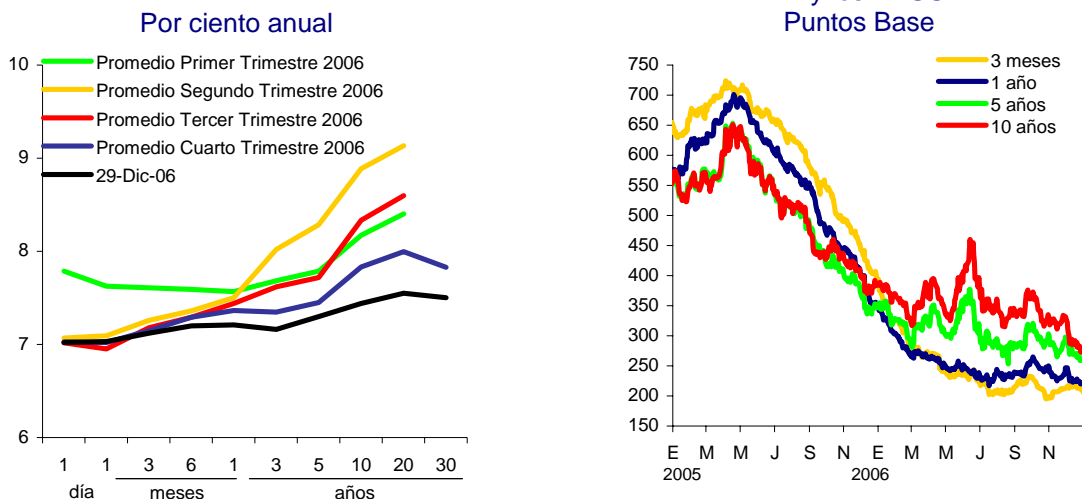 Por ciento anual
10
9
8
7
6
Promedio Primer Trimestre 2006
Promedio Segundo Trimestre 2006
Promedio Tercer Trimestre 2006
Promedio Cuarto Trimestre 2006
29-Dic-06
1 1 3 6 1 3 5 10 20 30
día meses años
Puntos Base
750
700
650
600
550
500
450
400
350
300
250
200
150
3 meses
1 año
5 años
10 años
E M M J S N E M M J S N
2005 2006